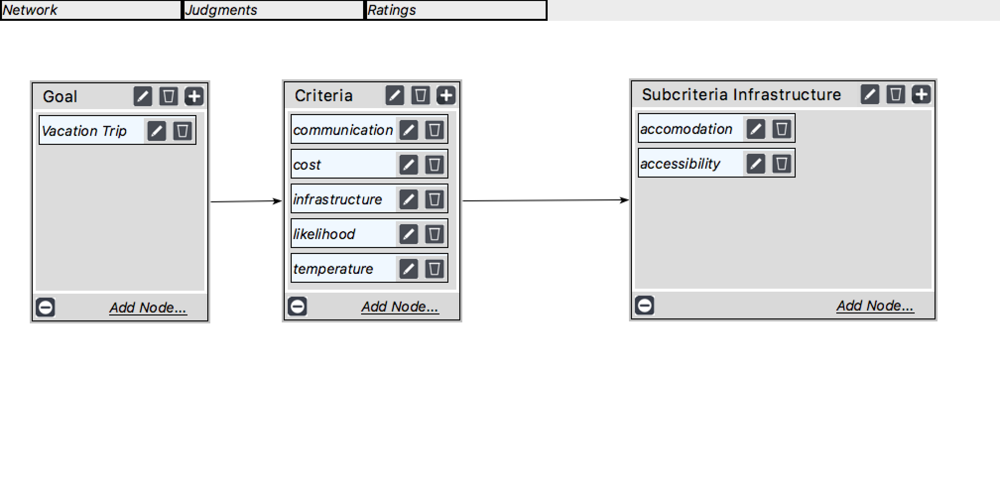 Network
Judgments
Ratings
Goal
Vacation Trip
Add Node...
Criteria
communication
cost
infrastructure
likelihood
temperature
Add Node...
Subcriteria Infrastructure
accomodation
accessibility
Add Node...